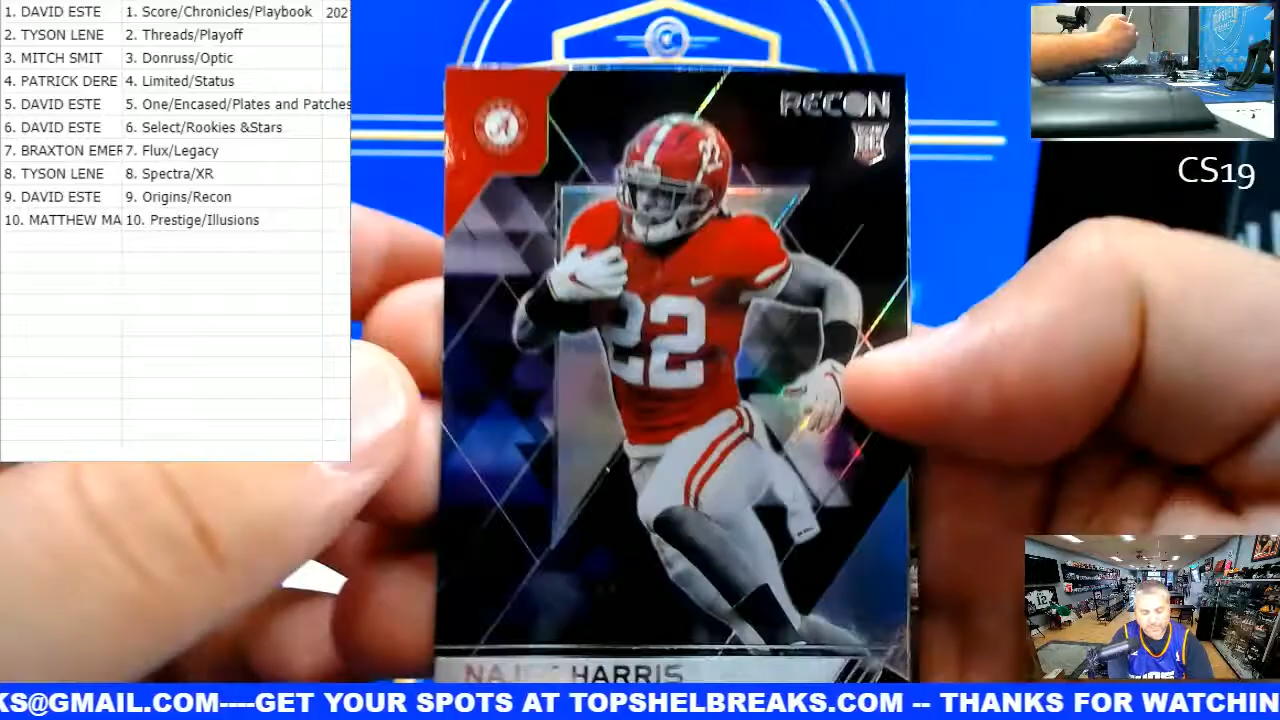 1. DAVID ESTE 1. Score/Chronicles/Playbook 202
2. TYSON LENE 2. Threads/Playoff
3. MITCH SMIT 3. Donruss/Optic
4. PATRICK DERE 4. Limited/Status
5. DAVID ESTE 5. One/Encased/Plates and Patches
6. DAVID ESTE 6. Select/Rookies &Stars
7. BRAXTON EMER 7. Flux/Legacy
8. TYSON LENE 8. Spectra/XR
9. DAVID ESTE 9. Origins/Recon
10. MATTHEW MA 10. Prestige/Illusions
RECON
A
22
22
HARRIS
CS19
KS@GMAIL.COM----GET YOUR SPOTS AT TOPSHELBREAKS.COM -- THANKS FOR WATCHIN